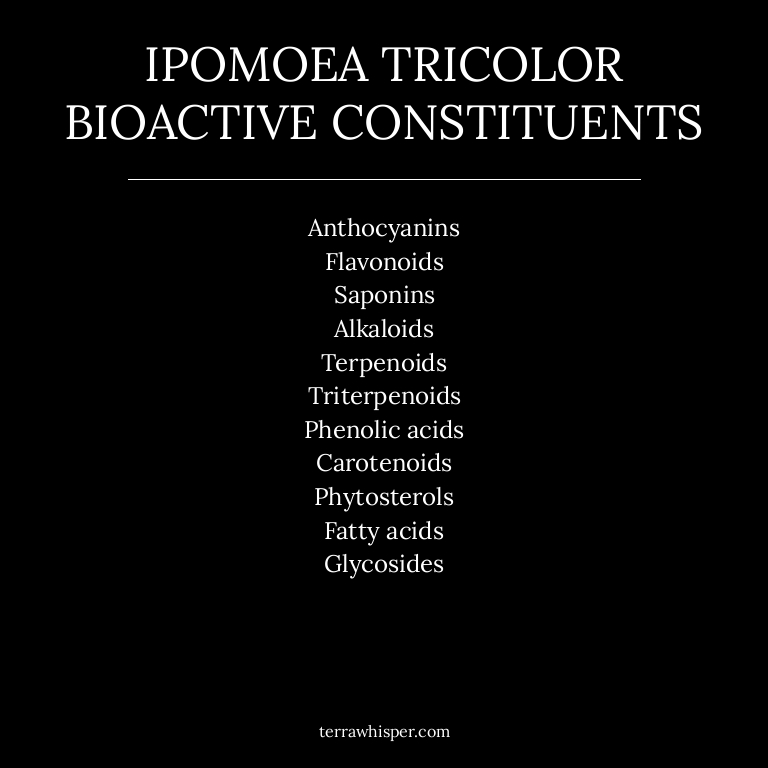 IPOMOEA TRICOLOR
BIOACTIVE CONSTITUENTS
Anthocyanins
Flavonoids
Saponins
Alkaloids
Terpenoids
Triterpenoids
Phenolic acids
Carotenoids
Phytosterols
Fatty acids
Glycosides
terrawhisper.com